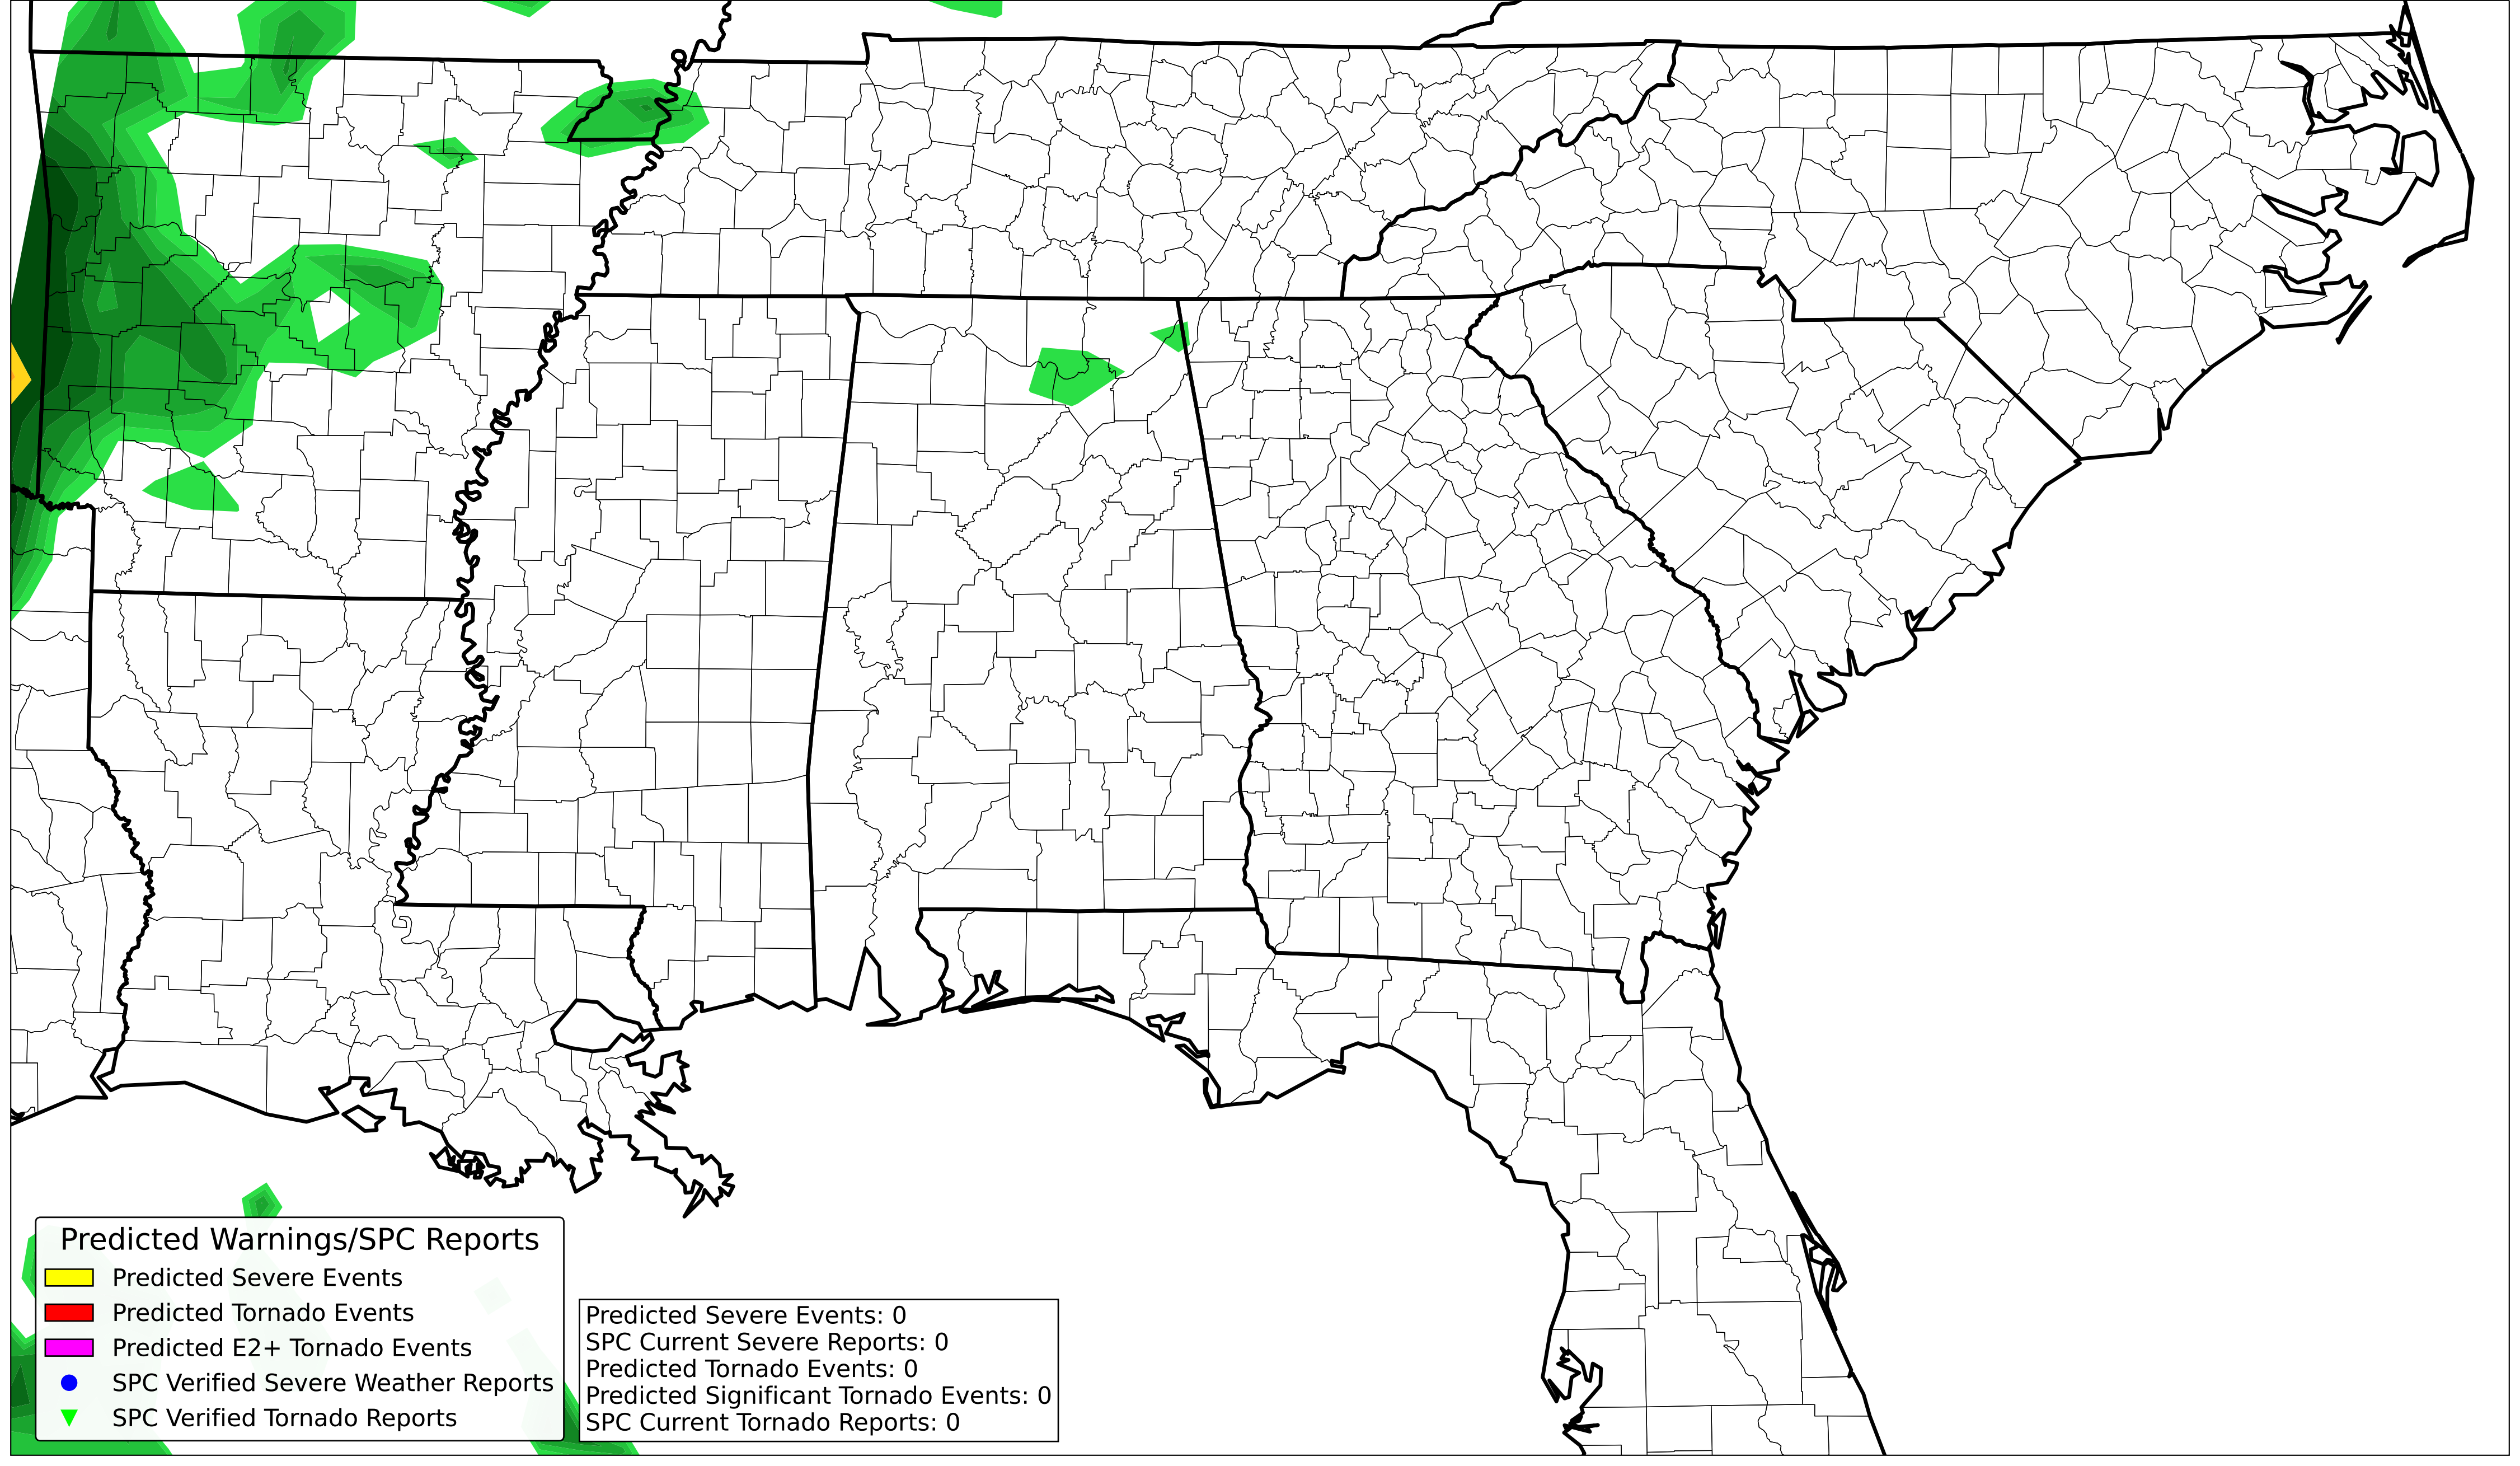 Predicted Warnings/SPC Reports
Predicted Severe Events
Predicted Tornado Events
Predicted E2+ Tornado Events
SPC Verified Severe Weather Reports
SPC Verified Tornado Reports
Predicted Severe Events: 0
SPC Current Severe Reports: 0
Predicted Tornado Events: 0
Predicted Significant Tornado Events: 0
SPC Current Tornado Reports: 0